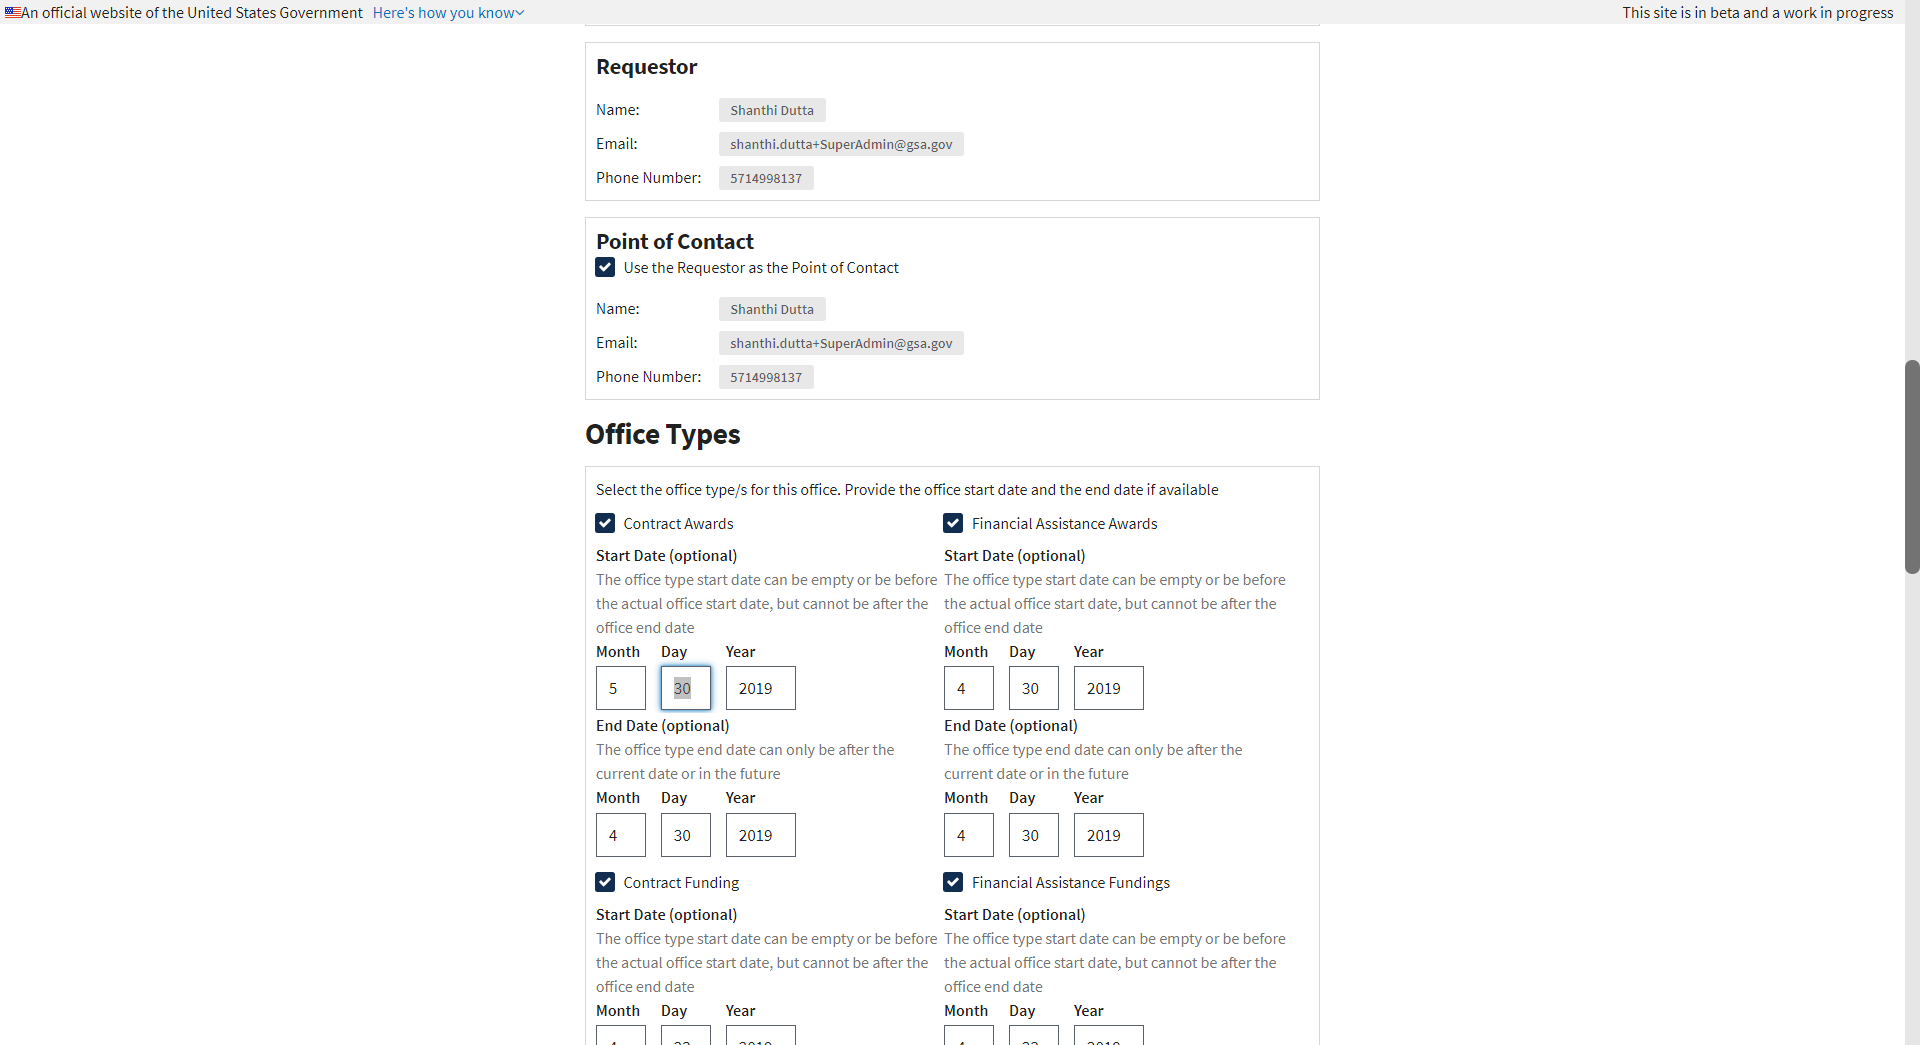 An official website of the United States Government Here's how you know This site is in beta and a work in progress
Requestor
Name: Shanthi Dutta
Email: shanthi.dutta+SuperAdmin@gsa.gov
Phone Number: 5714998137
Point of Contact
Use the Requestor as the Point of Contact
Name: Shanthi Dutta
Email: shanthi.dutta+SuperAdmin@gsa.gov
Phone Number: 5714998137
Office Types
Select the office type/s for this office. Provide the office start date and the end date if available
Contract Awards
Start Date (optional)
The office type start date can be empty or be before
the actual office start date, but cannot be after the
office end date
Month Day Year
5 30 2019
End Date (optional)
The office type end date can only be after the
current date or in the future
Month Day Year
4 30 2019
Financial Assistance Awards
Start Date (optional)
The office type start date can be empty or be before
the actual office start date, but cannot be after the
office end date
Month Day Year
4 30 2019
End Date (optional)
The office type end date can only be after the
current date or in the future
Month Day Year
4 30 2019
Contract Funding
Start Date (optional)
The office type start date can be empty or be before
the actual office start date, but cannot be after the
office end date
Month Day Year
Financial Assistance Fundings
Start Date (optional)
The office type start date can be empty or be before
the actual office start date, but cannot be after the
office end date
Month Day Year